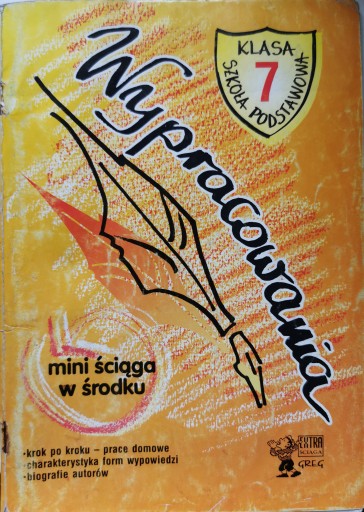 KLASA
7
SZKOŁA PODSTAWOWA
Wypracowania
mini ściąga
w środku
•krok po kroku – prace domowe
•charakterystyka form wypowiedzi
•biografie autorów
EXTRA
ŚCIĄGA
GREG